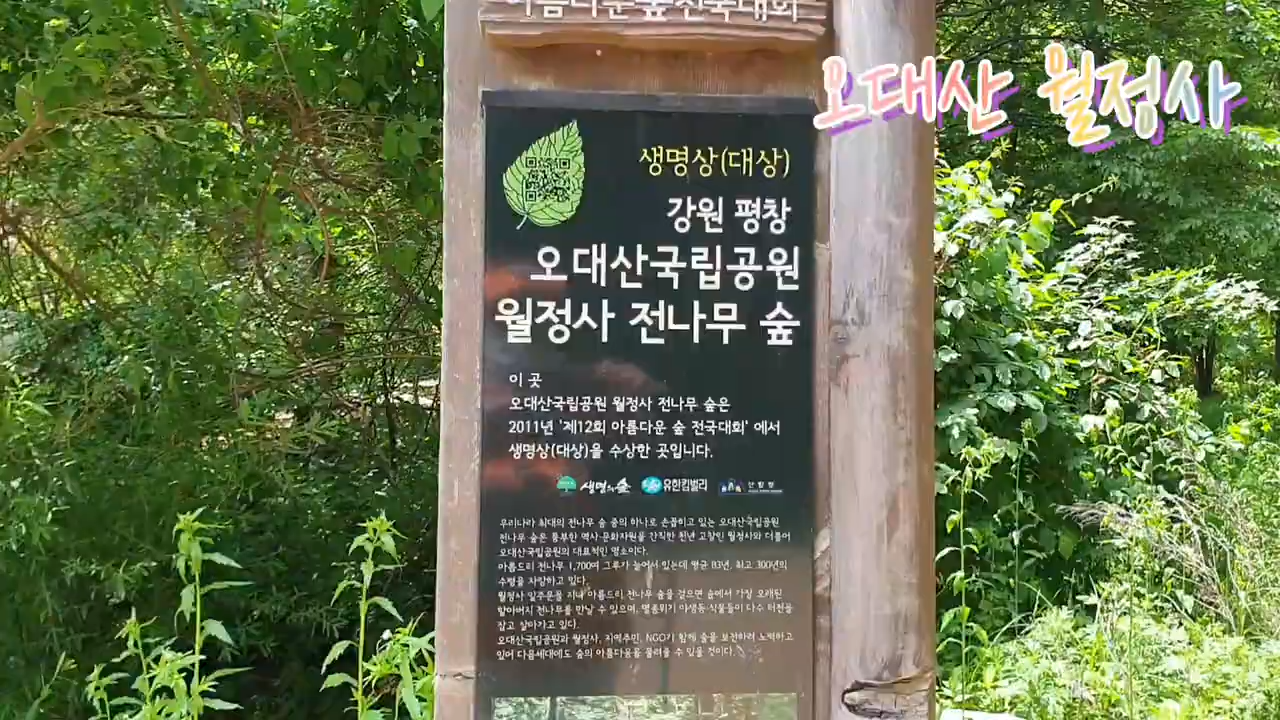 아름다운숲전국대회
오대산 월정사
생명상(대상)
강원 평창
오대산국립공원
월정사 전나무 숲
이 곳
오대산국립공원 월정사 전나무 숲은
2011년 '제12회 아름다운 숲 전국대회' 에서
생명상(대상)을 수상한 곳입니다.
생명의숲 유한킴벌리 산림청
우리나라 최대의 전나무 숲 중의 하나로 손꼽히고 있는 오대산국립공원
전나무 숲은 풍부한 역사·문화자원을 간직한 천년 고찰인 월정사와 더불어
오대산국립공원의 대표적인 명소이다.
아름드리 전나무 1,700여 그루가 늘어서 있는데 평균 83년, 최고 300년의
수령을 자랑하고 있다.
월정사 일주문을 지나 아름드리 전나무 숲을 걸으면 숲에서 가장 오래된
할아버지 전나무를 만날 수 있으며, 멸종위기 야생동·식물들이 다수 터전을
잡고 살아가고 있다.
오대산국립공원과 월정사, 지역주민, NGO가 함께 숲을 보전하려 노력하고
있어 다음세대에도 숲의 아름다움을 물려줄 수 있을 것이다.